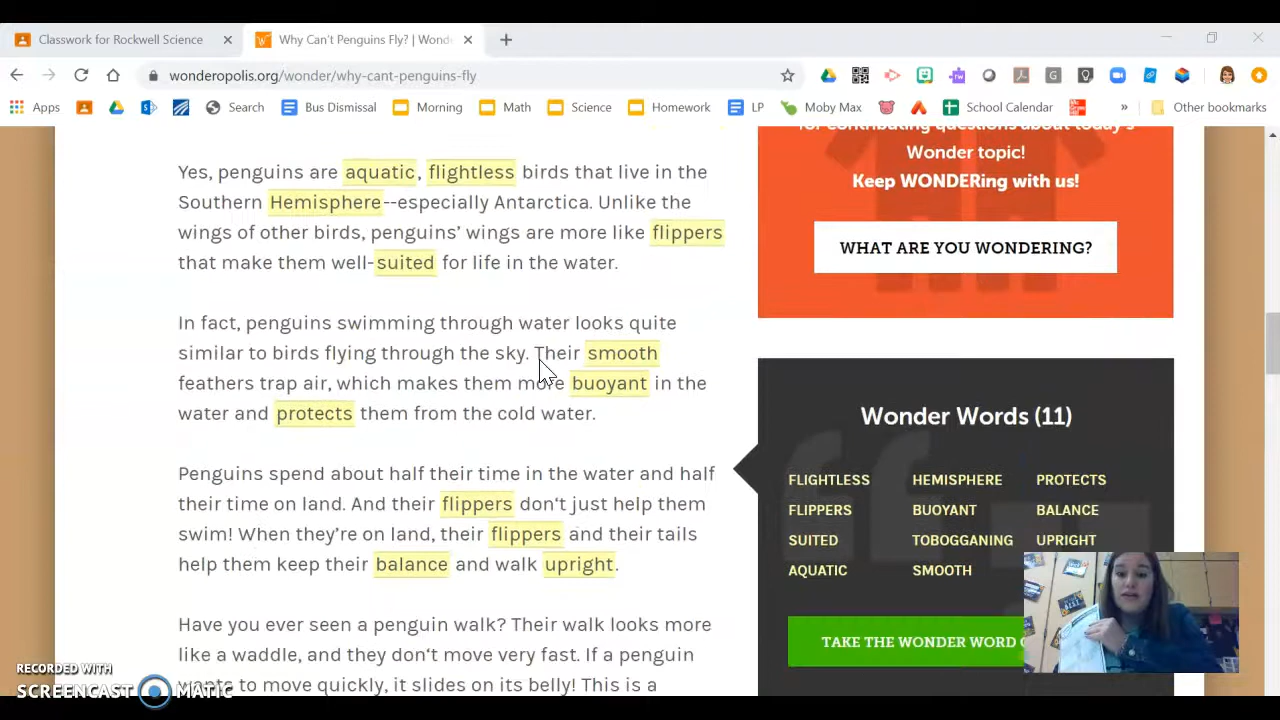 Classwork for Rockwell Science
Why Can't Penguins Fly? | Wonde
wonderopolis.org/wonder/why-cant-penguins-fly
Apps
Search
Bus Dismissal
Morning
Math
Science
Homework
LP
Moby Max
School Calendar
Other bookmarks
Yes, penguins are aquatic, flightless birds that live in the
Southern Hemisphere--especially Antarctica. Unlike the
wings of other birds, penguins’ wings are more like flippers
that make them well-suited for life in the water.
In fact, penguins swimming through water looks quite
similar to birds flying through the sky. Their smooth
feathers trap air, which makes them more buoyant in the
water and protects them from the cold water.
Penguins spend about half their time in the water and half
their time on land. And their flippers don‘t just help them
swim! When they’re on land, their flippers and their tails
help them keep their balance and walk upright.
Have you ever seen a penguin walk? Their walk looks more
like a waddle, and they don‘t move very fast. If a penguin
wants to move quickly, it slides on its belly! This is a
for contributing questions about today's
Wonder topic!
Keep WONDERing with us!
WHAT ARE YOU WONDERING?
Wonder Words (11)
FLIGHTLESS HEMISPHERE PROTECTS
FLIPPERS BUOYANT BALANCE
SUITED TOBOGGANING UPRIGHT
AQUATIC SMOOTH
TAKE THE WONDER WORD
RECORDED WITH
SCREENCAST MATIC